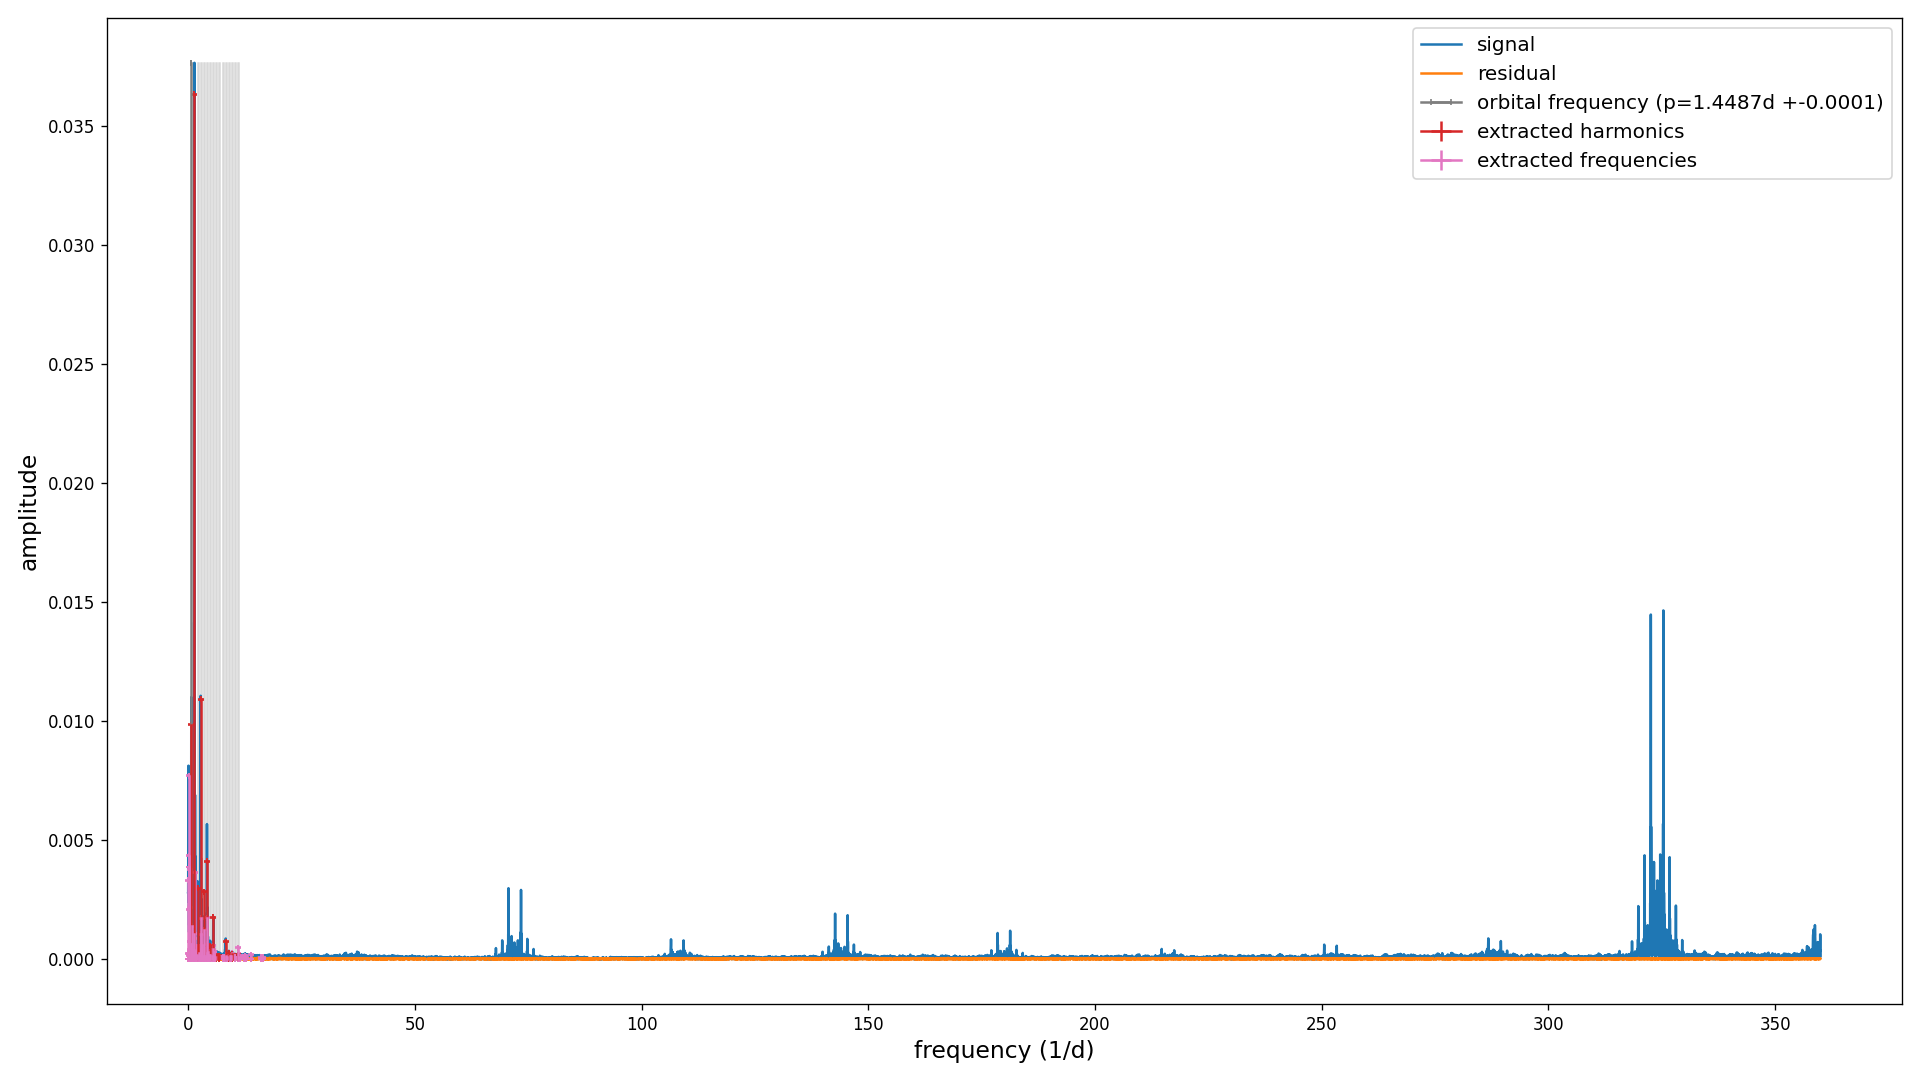 signal
residual
orbital frequency (p=1.4487d +-0.0001)
extracted harmonics
extracted frequencies
amplitude
0.035
0.030
0.025
0.020
0.015
0.010
0.005
0.000
0 50 100 150 200 250 300 350
frequency (1/d)